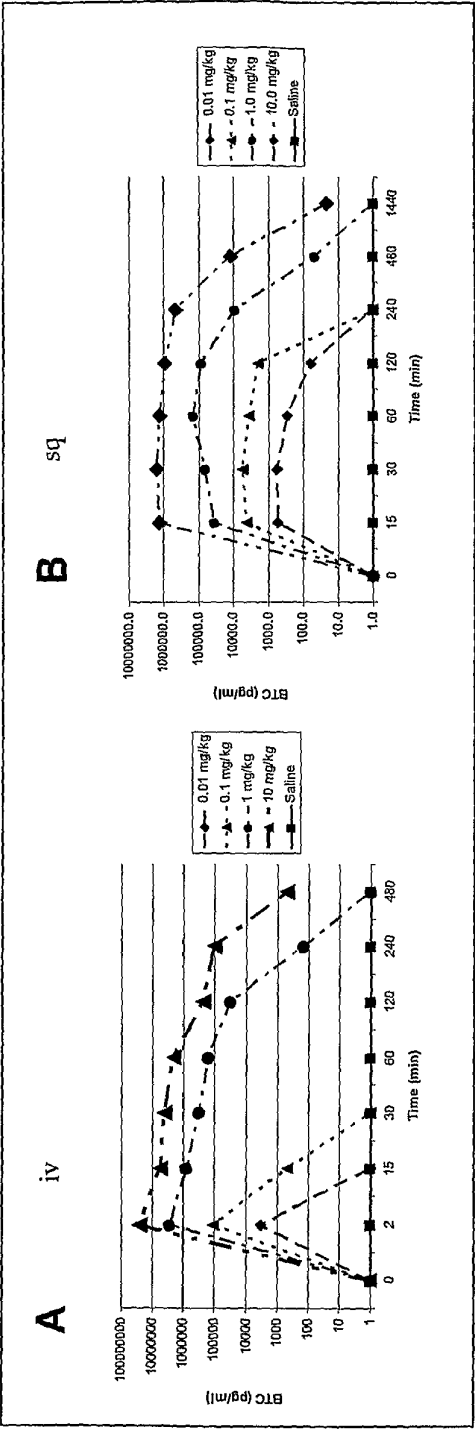 A
iv
BTC (pg/ml)
100000000
10000000
1000000
100000
10000
1000
100
10
1
0 2 15 30 60 120 240 480
Time (min)
0.01 mg/kg
0.1 mg/kg
1 mg/kg
10 mg/kg
Saline
B
sq
BTC (pg/ml)
10000000.0
1000000.0
100000.0
10000.0
1000.0
100.0
10.0
1.0
0 15 30 60 120 240 460 1440
Time (min)
0.01 mg/kg
0.1 mg/kg
1.0 mg/kg
10.0 mg/kg
Saline